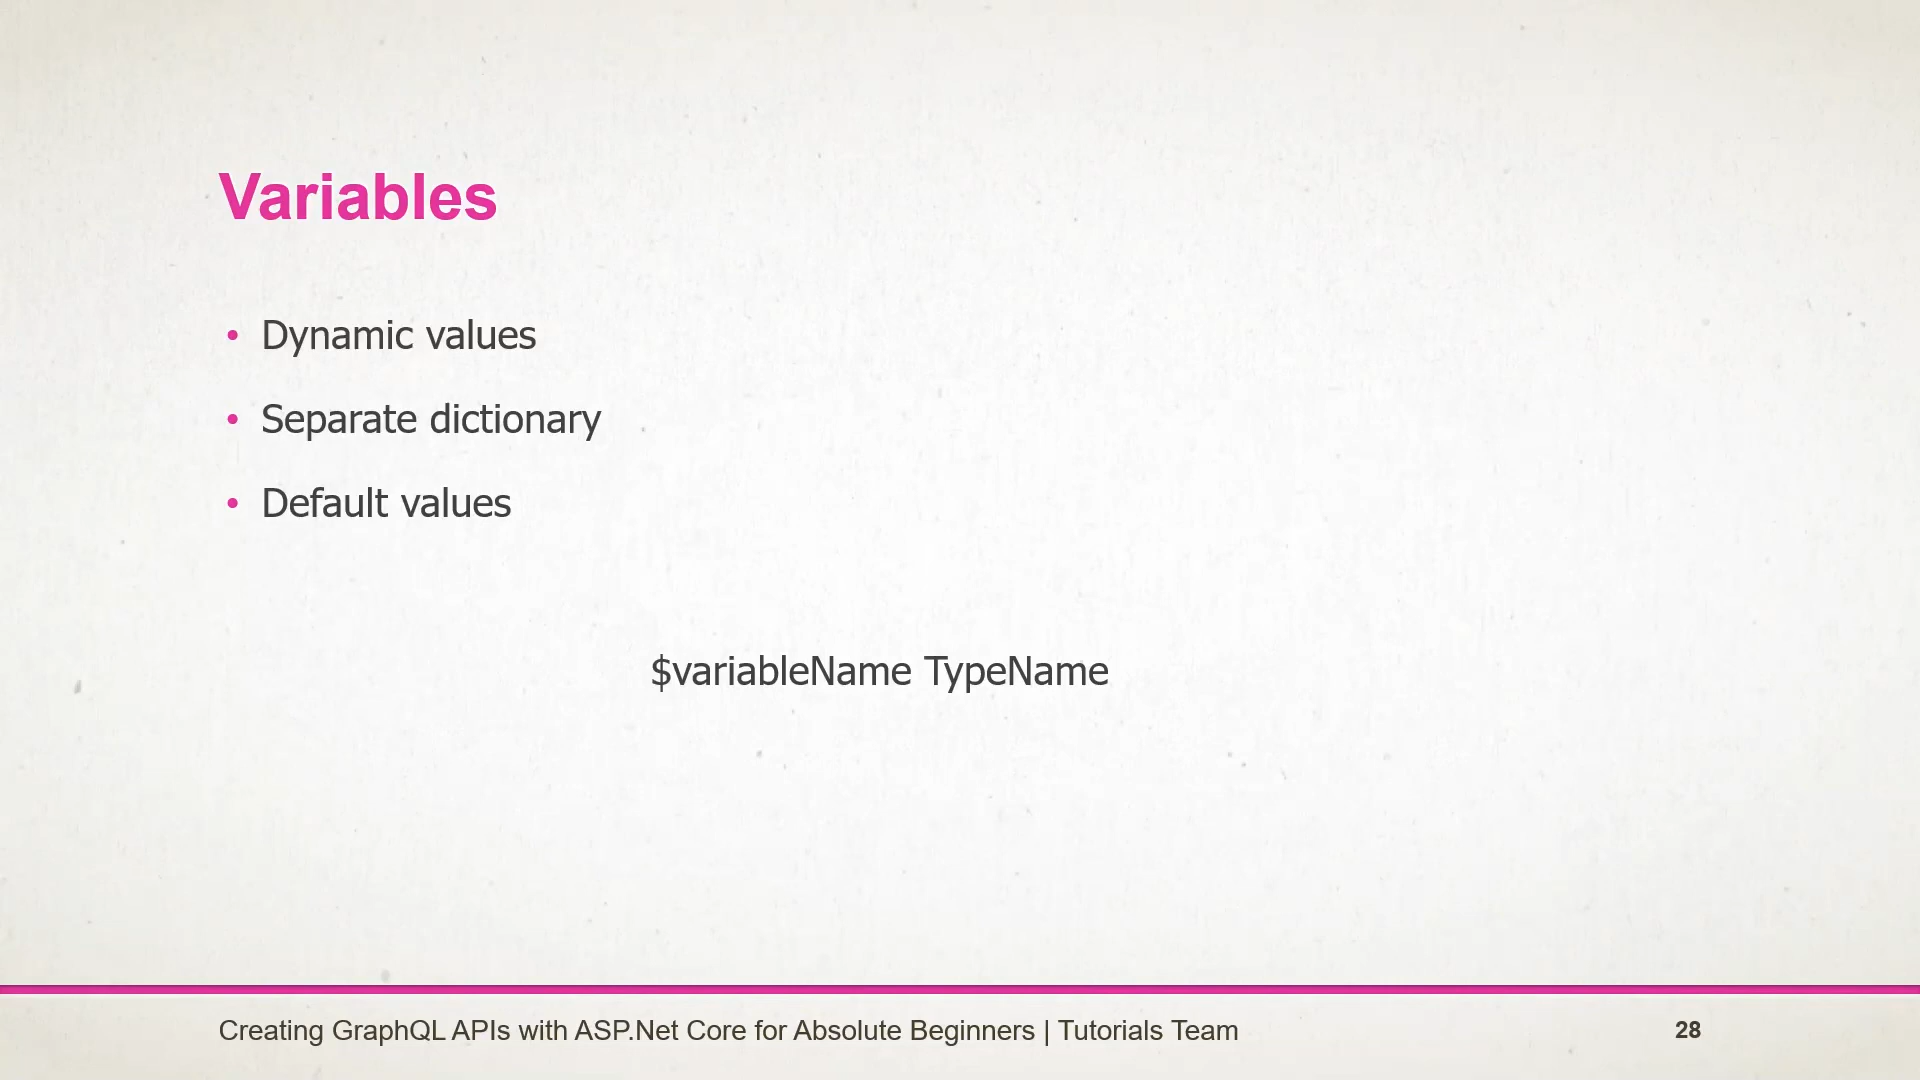 Variables
• Dynamic values
• Separate dictionary
• Default values
$variableName TypeName
Creating GraphQL APIs with ASP.Net Core for Absolute Beginners | Tutorials Team
28